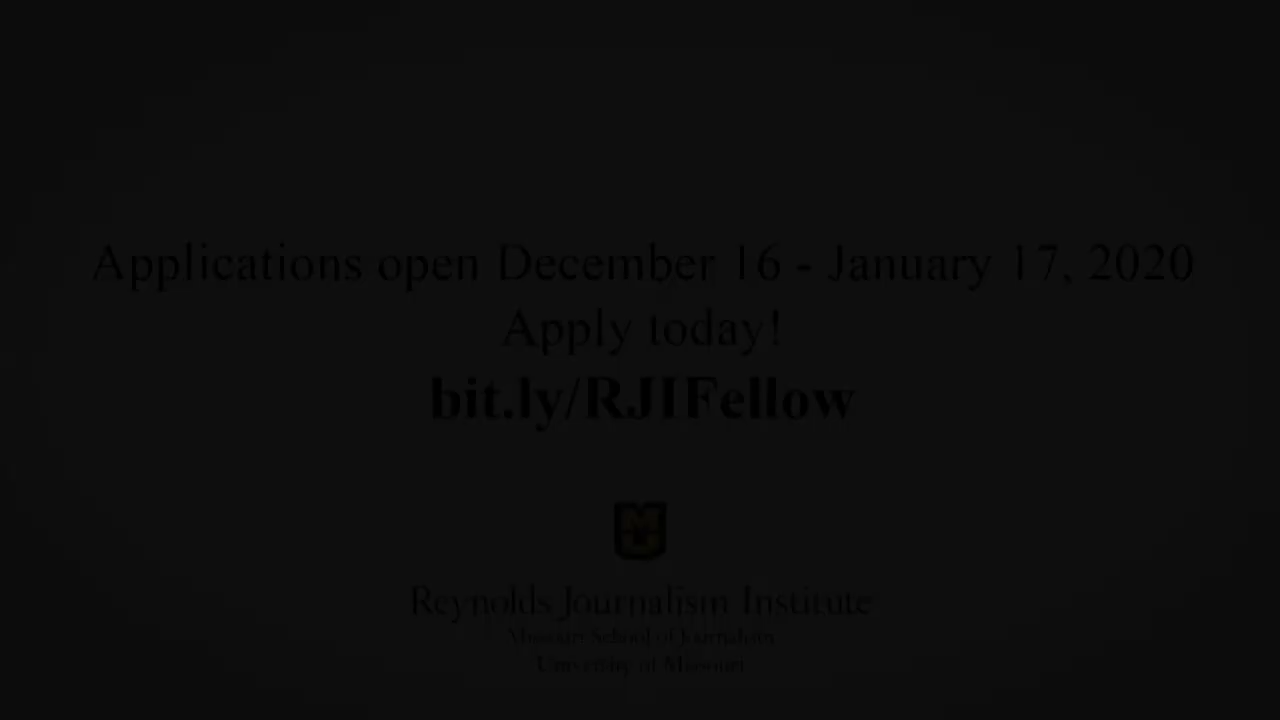 Applications open December 16 - January 17, 2020
Apply today!
bit.ly/RJIFellow
MU
Reynolds Journalism Institute
Missouri School of Journalism
University of Missouri